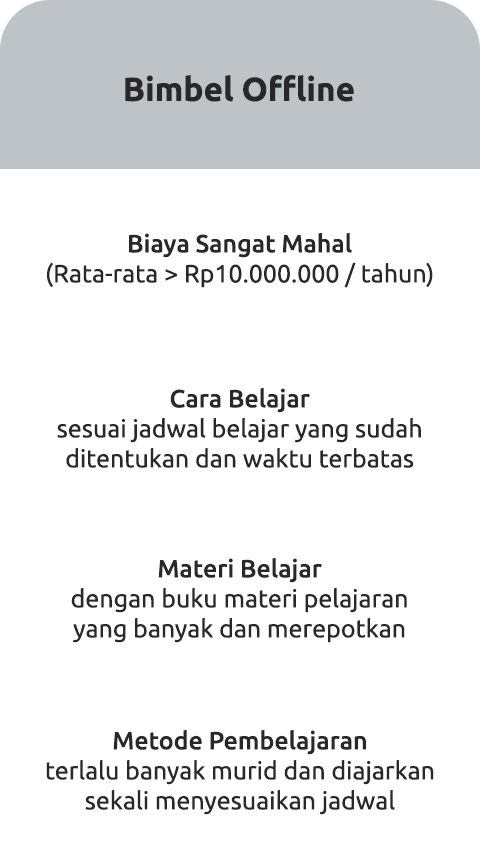 Bimbel Offline
Biaya Sangat Mahal
(Rata-rata > Rp10.000.000 / tahun)
Cara Belajar
sesuai jadwal belajar yang sudah
ditentukan dan waktu terbatas
Materi Belajar
dengan buku materi pelajaran
yang banyak dan merepotkan
Metode Pembelajaran
terlalu banyak murid dan diajarkan
sekali menyesuaikan jadwal